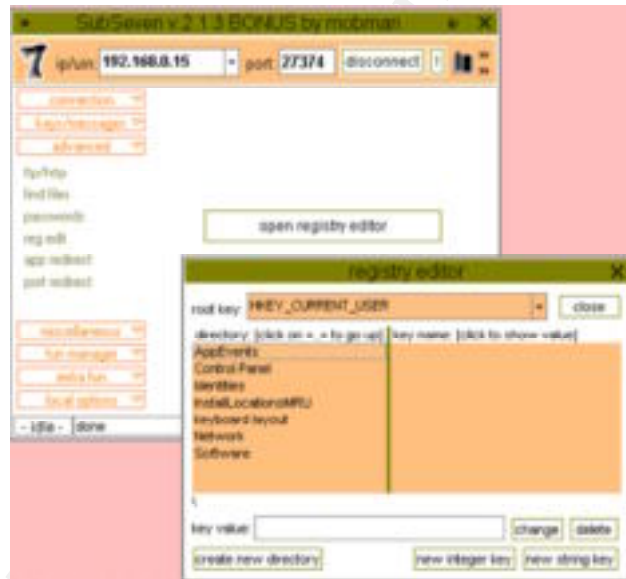 SubSeven v.2.1.3 BONUS by mobman
ip/uin: 192.168.0.15 port: 27374 disconnect
connection
keys/messages
advanced
ftp/http
find files
passwords
reg edit
app redirect
port redirect
open registry editor
miscellaneous
fun manager
extra fun
local options
- idle - done
registry editor
root key: HKEY_CURRENT_USER close
directory: [click on ".." to go up] key name: [click to show value]
AppEvents
Control Panel
Identities
InstallLocationsMRU
keyboard layout
Network
Software
\
key value: change delete
create new directory new integer key new string key